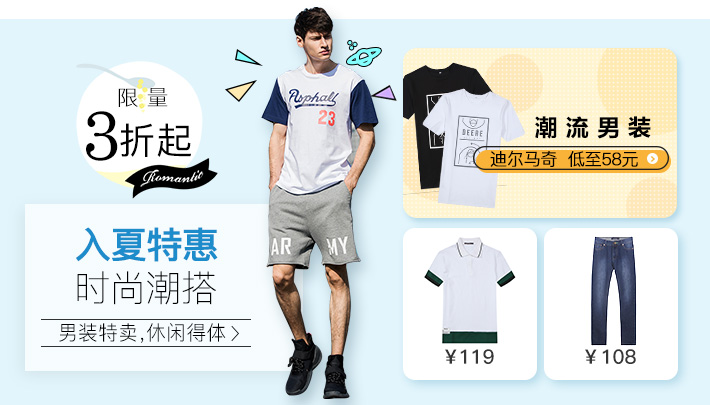 限量
3折起
Romantic
入夏特惠
时尚潮搭
男装特卖,休闲得体 >
Asphalt
23
ARMY
潮流男装
迪尔马奇 低至58元 >
BEERE
¥119
¥108